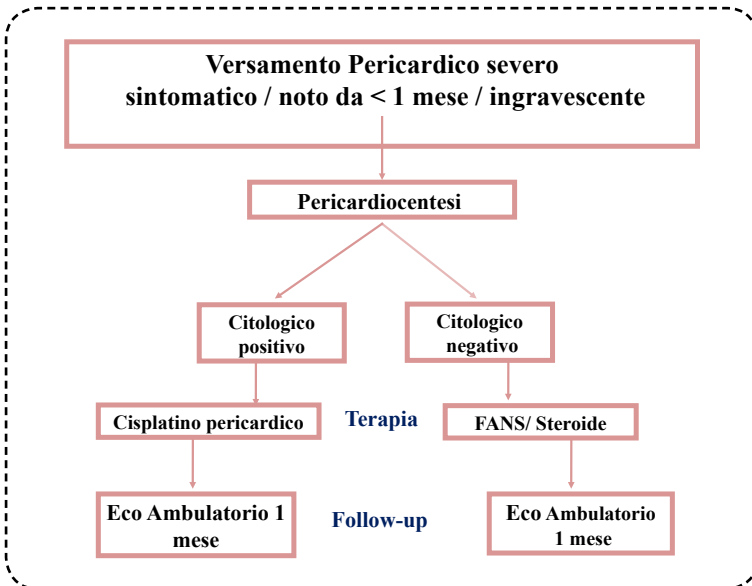 Versamento Pericardico severo
sintomatico / noto da < 1 mese / ingravescente
Pericardiocentesi
Citologico
positivo
Citologico
negativo
Cisplatino pericardico
Terapia
FANS/ Steroide
Eco Ambulatorio 1
mese
Follow-up
Eco Ambulatorio
1 mese